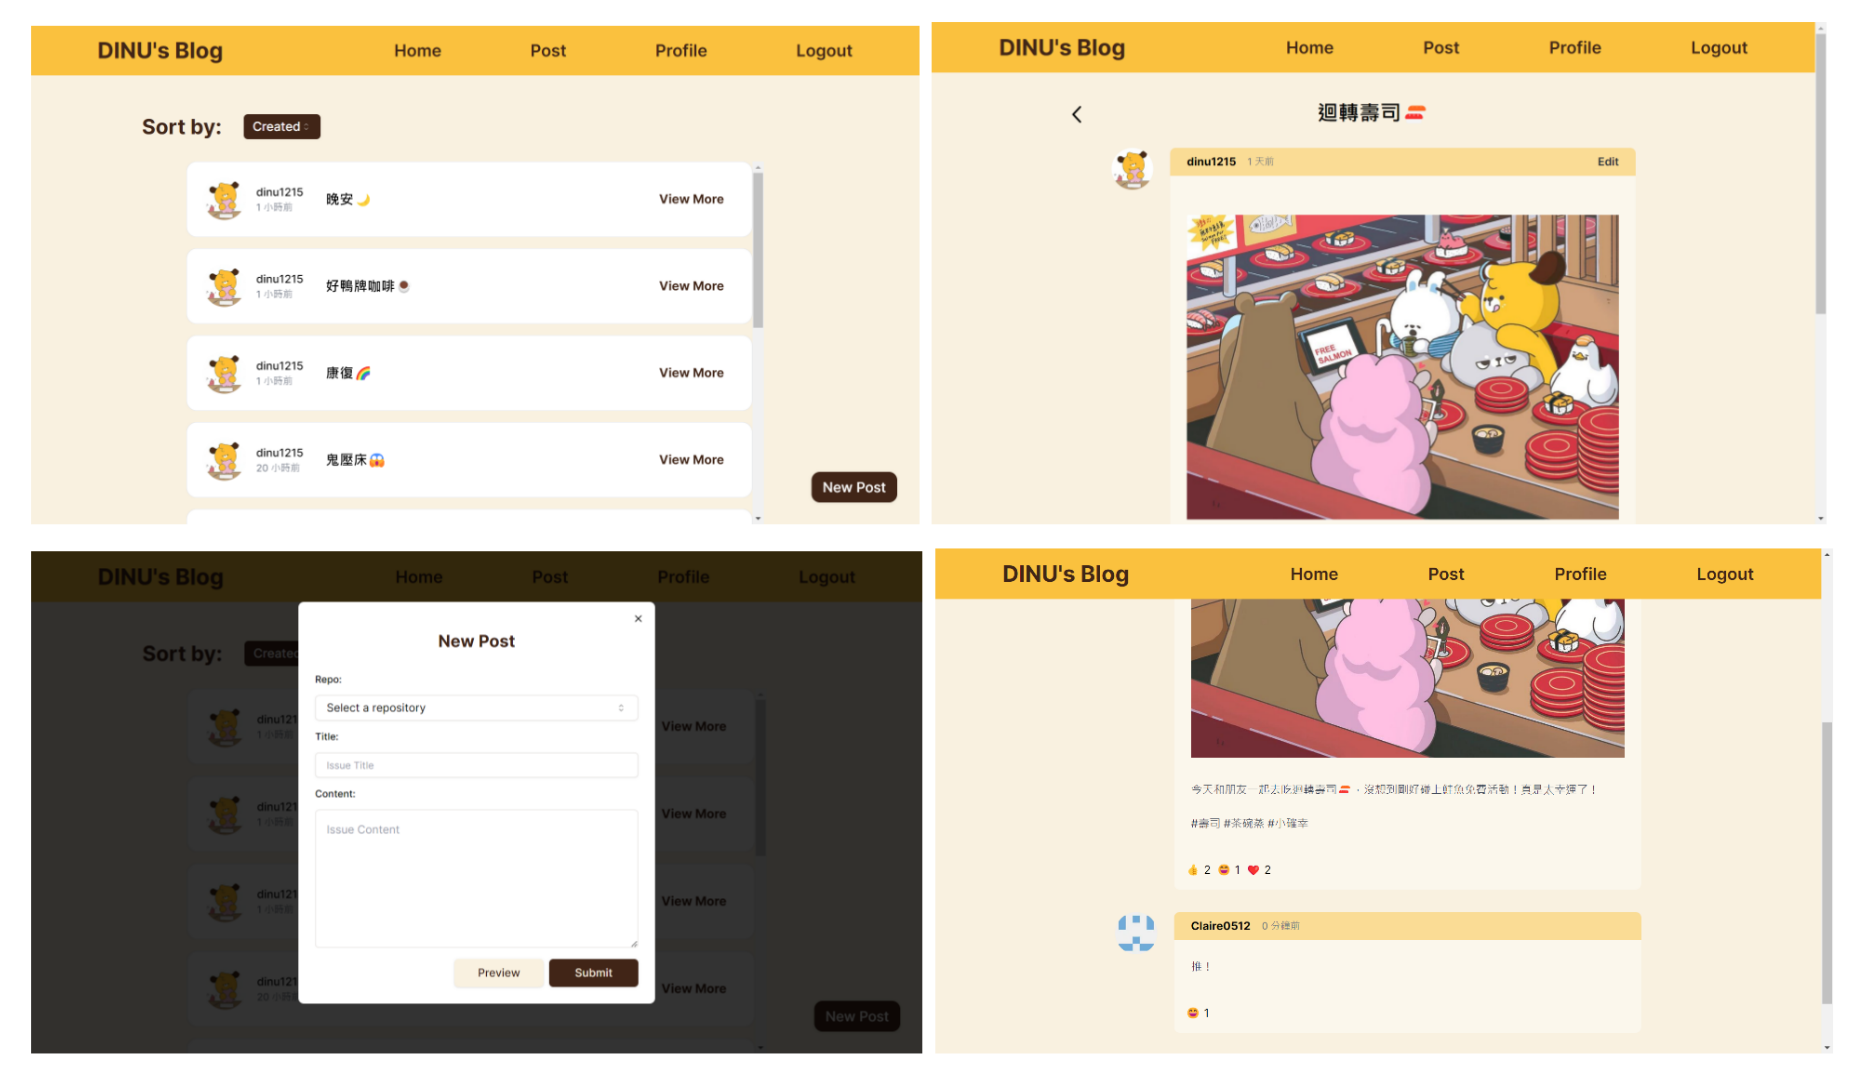 DINU's Blog Home Post Profile Logout
Sort by: Created
dinu1215
1 小時前
晚安🌙
View More
dinu1215
1 小時前
好鴨牌咖啡
View More
dinu1215
1 小時前
康復🌈
View More
dinu1215
20 小時前
鬼壓床😱
View More
New Post
DINU's Blog Home Post Profile Logout
迴轉壽司🍣
dinu1215 1 天前 Edit
FREE
SALMON
DINU's Blog Home Post Profile Logout
Sort by: Created
New Post
Repo:
Select a repository
Title:
Issue Title
Content:
Issue Content
Preview Submit
dinu121
1 小時前
View More
dinu121
1 小時前
View More
dinu121
1 小時前
View More
dinu121
20 小時
View More
New Post
DINU's Blog Home Post Profile Logout
今天和朋友一起去吃迴轉壽司🍣，沒想到剛好碰上鮭魚免費活動！真是太幸運了！
#壽司 #茶碗蒸 #小確幸
👍 2 😄 1 ❤️ 2
Claire0512 0 分鐘前
推！
😄 1